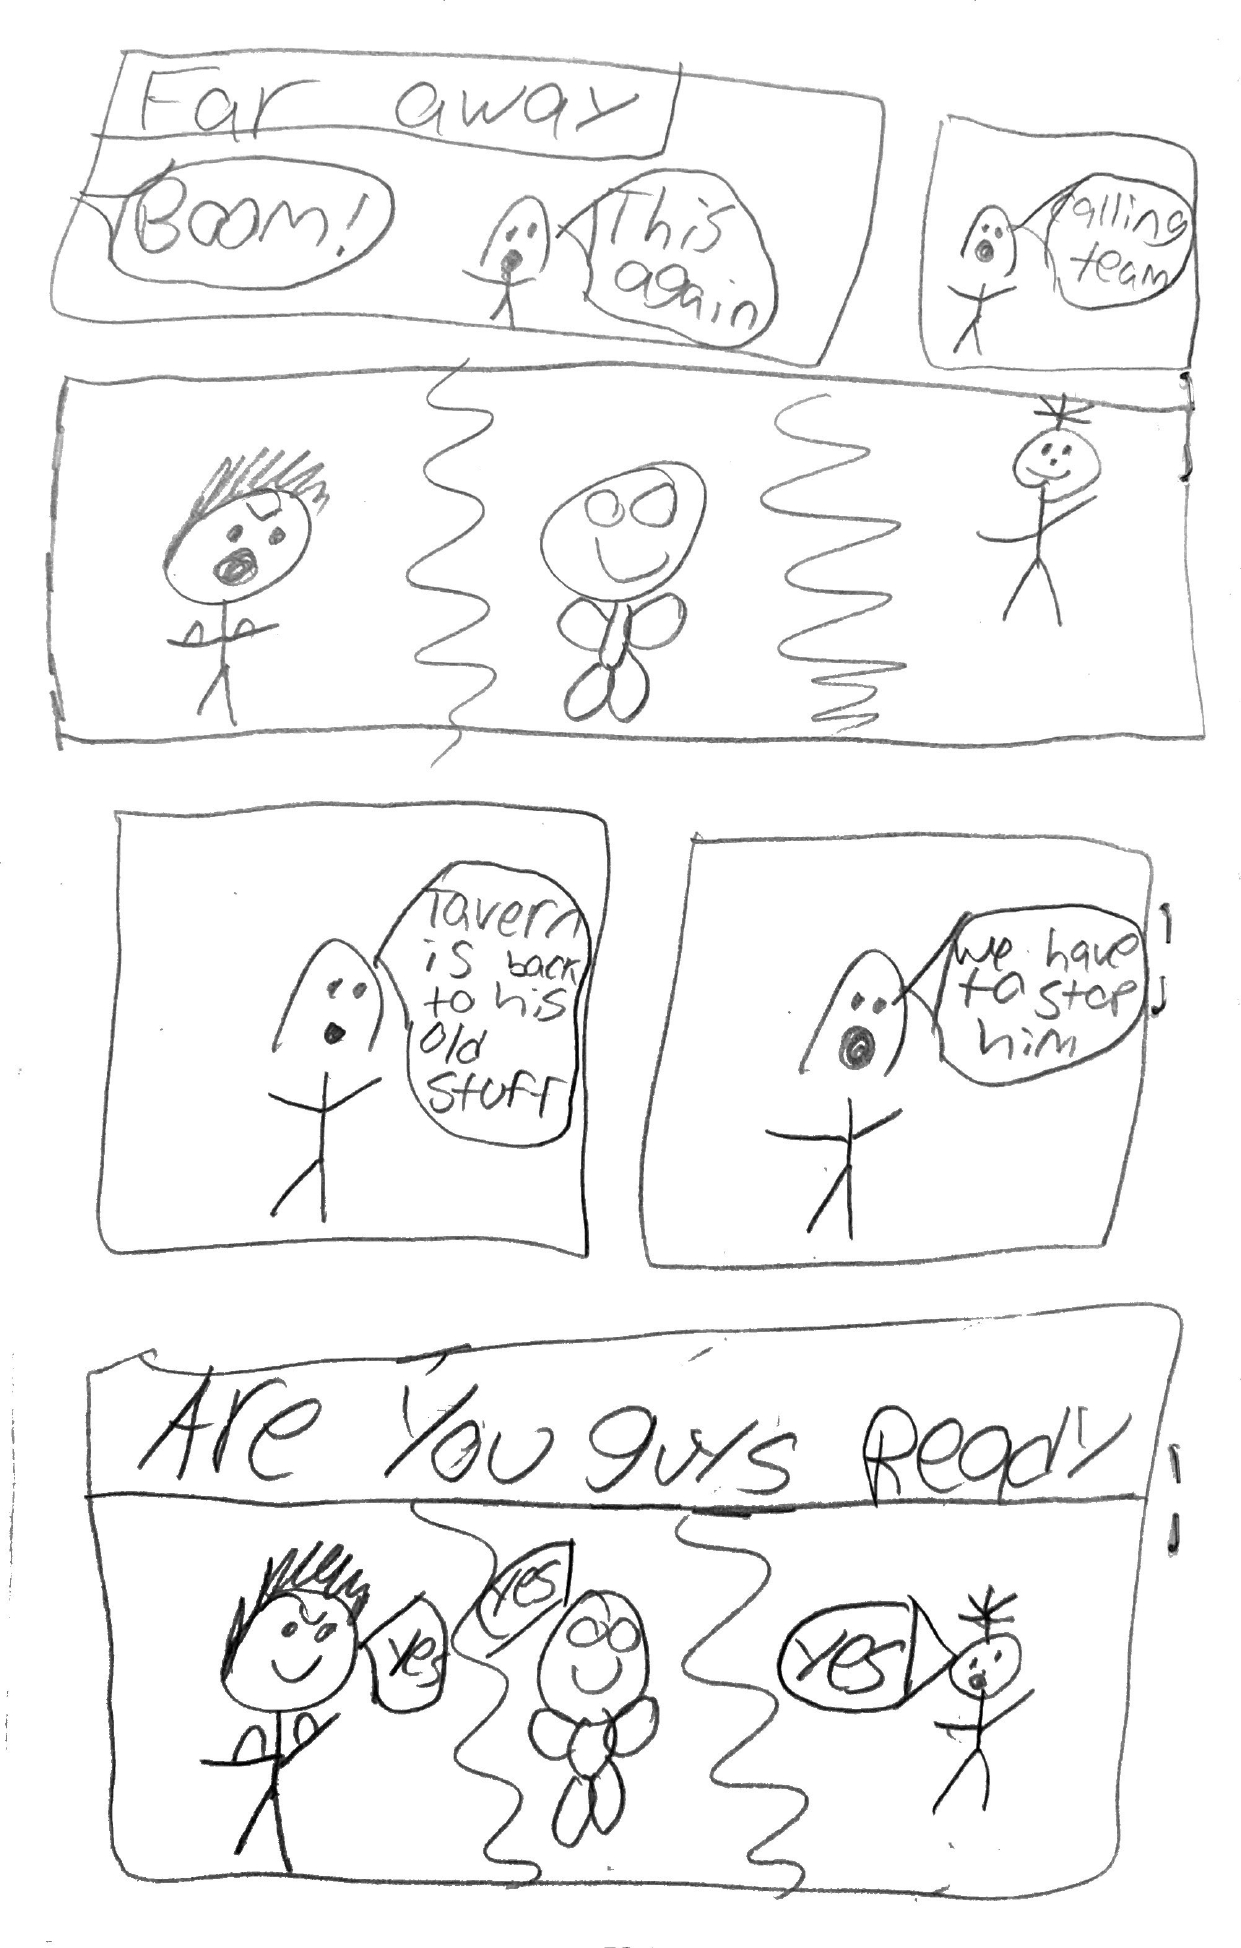 Far away
Boom!
This
again
calling
team
Tavern
is back
to his
old
stuff
we have
to stop
him
Are You guys Ready
yes
yes
yes